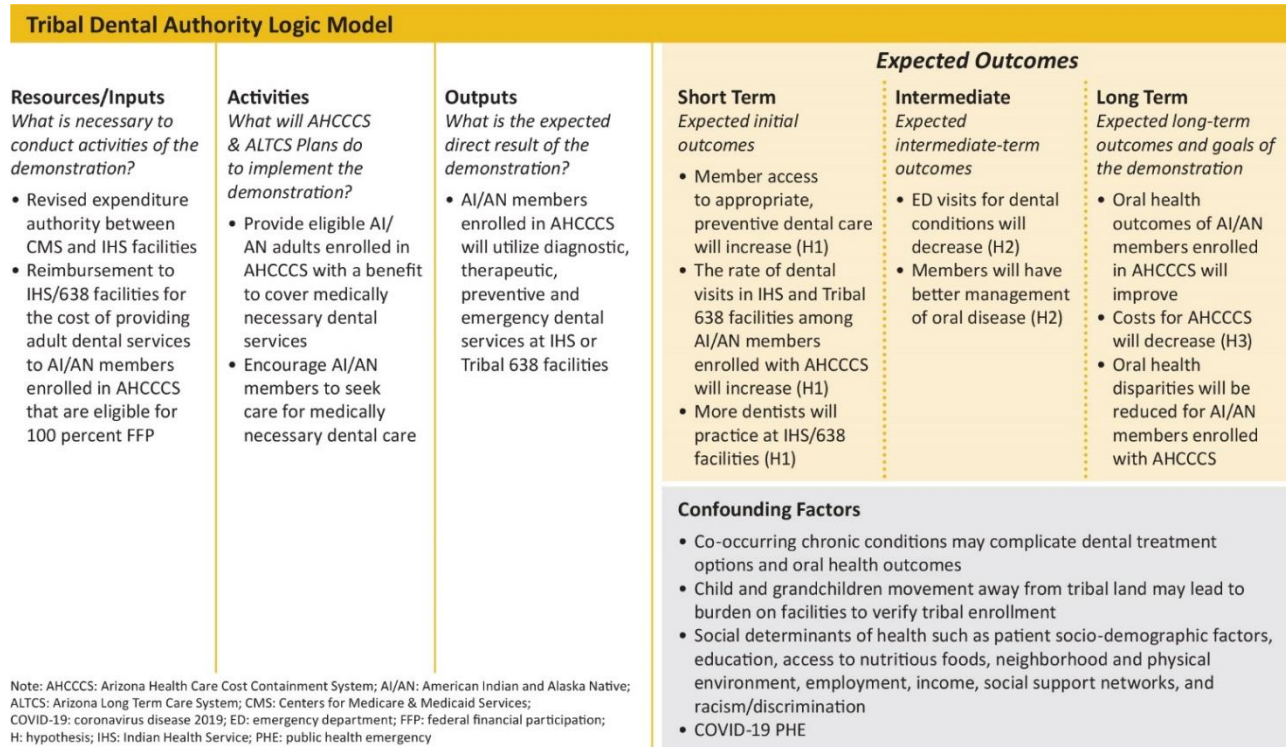 Tribal Dental Authority Logic Model
Resources/Inputs
What is necessary to
conduct activities of the
demonstration?
• Revised expenditure
authority between
CMS and IHS facilities
• Reimbursement to
IHS/638 facilities for
the cost of providing
adult dental services
to AI/AN members
enrolled in AHCCCS
that are eligible for
100 percent FFP
Activities
What will AHCCCS
& ALTCS Plans do
to implement the
demonstration?
• Provide eligible AI/
AN adults enrolled in
AHCCCS with a benefit
to cover medically
necessary dental
services
• Encourage AI/AN
members to seek
care for medically
necessary dental care
Outputs
What is the expected
direct result of the
demonstration?
• AI/AN members
enrolled in AHCCCS
will utilize diagnostic,
therapeutic,
preventive and
emergency dental
services at IHS or
Tribal 638 facilities
Expected Outcomes
Short Term
Expected initial
outcomes
• Member access
to appropriate,
preventive dental care
will increase (H1)
• The rate of dental
visits in IHS and Tribal
638 facilities among
AI/AN members
enrolled with AHCCCS
will increase (H1)
• More dentists will
practice at IHS/638
facilities (H1)
Intermediate
Expected
intermediate-term
outcomes
• ED visits for dental
conditions will
decrease (H2)
• Members will have
better management
of oral disease (H2)
Long Term
Expected long-term
outcomes and goals of
the demonstration
• Oral health
outcomes of AI/AN
members enrolled
in AHCCCS will
improve
• Costs for AHCCCS
will decrease (H3)
• Oral health
disparities will be
reduced for AI/AN
members enrolled
with AHCCCS
Confounding Factors
• Co-occurring chronic conditions may complicate dental treatment
options and oral health outcomes
• Child and grandchildren movement away from tribal land may lead to
burden on facilities to verify tribal enrollment
• Social determinants of health such as patient socio-demographic factors,
education, access to nutritious foods, neighborhood and physical
environment, employment, income, social support networks, and
racism/discrimination
• COVID-19 PHE
Note: AHCCCS: Arizona Health Care Cost Containment System; AI/AN: American Indian and Alaska Native;
ALTCS: Arizona Long Term Care System; CMS: Centers for Medicare & Medicaid Services;
COVID-19: coronavirus disease 2019; ED: emergency department; FFP: federal financial participation;
H: hypothesis; IHS: Indian Health Service; PHE: public health emergency